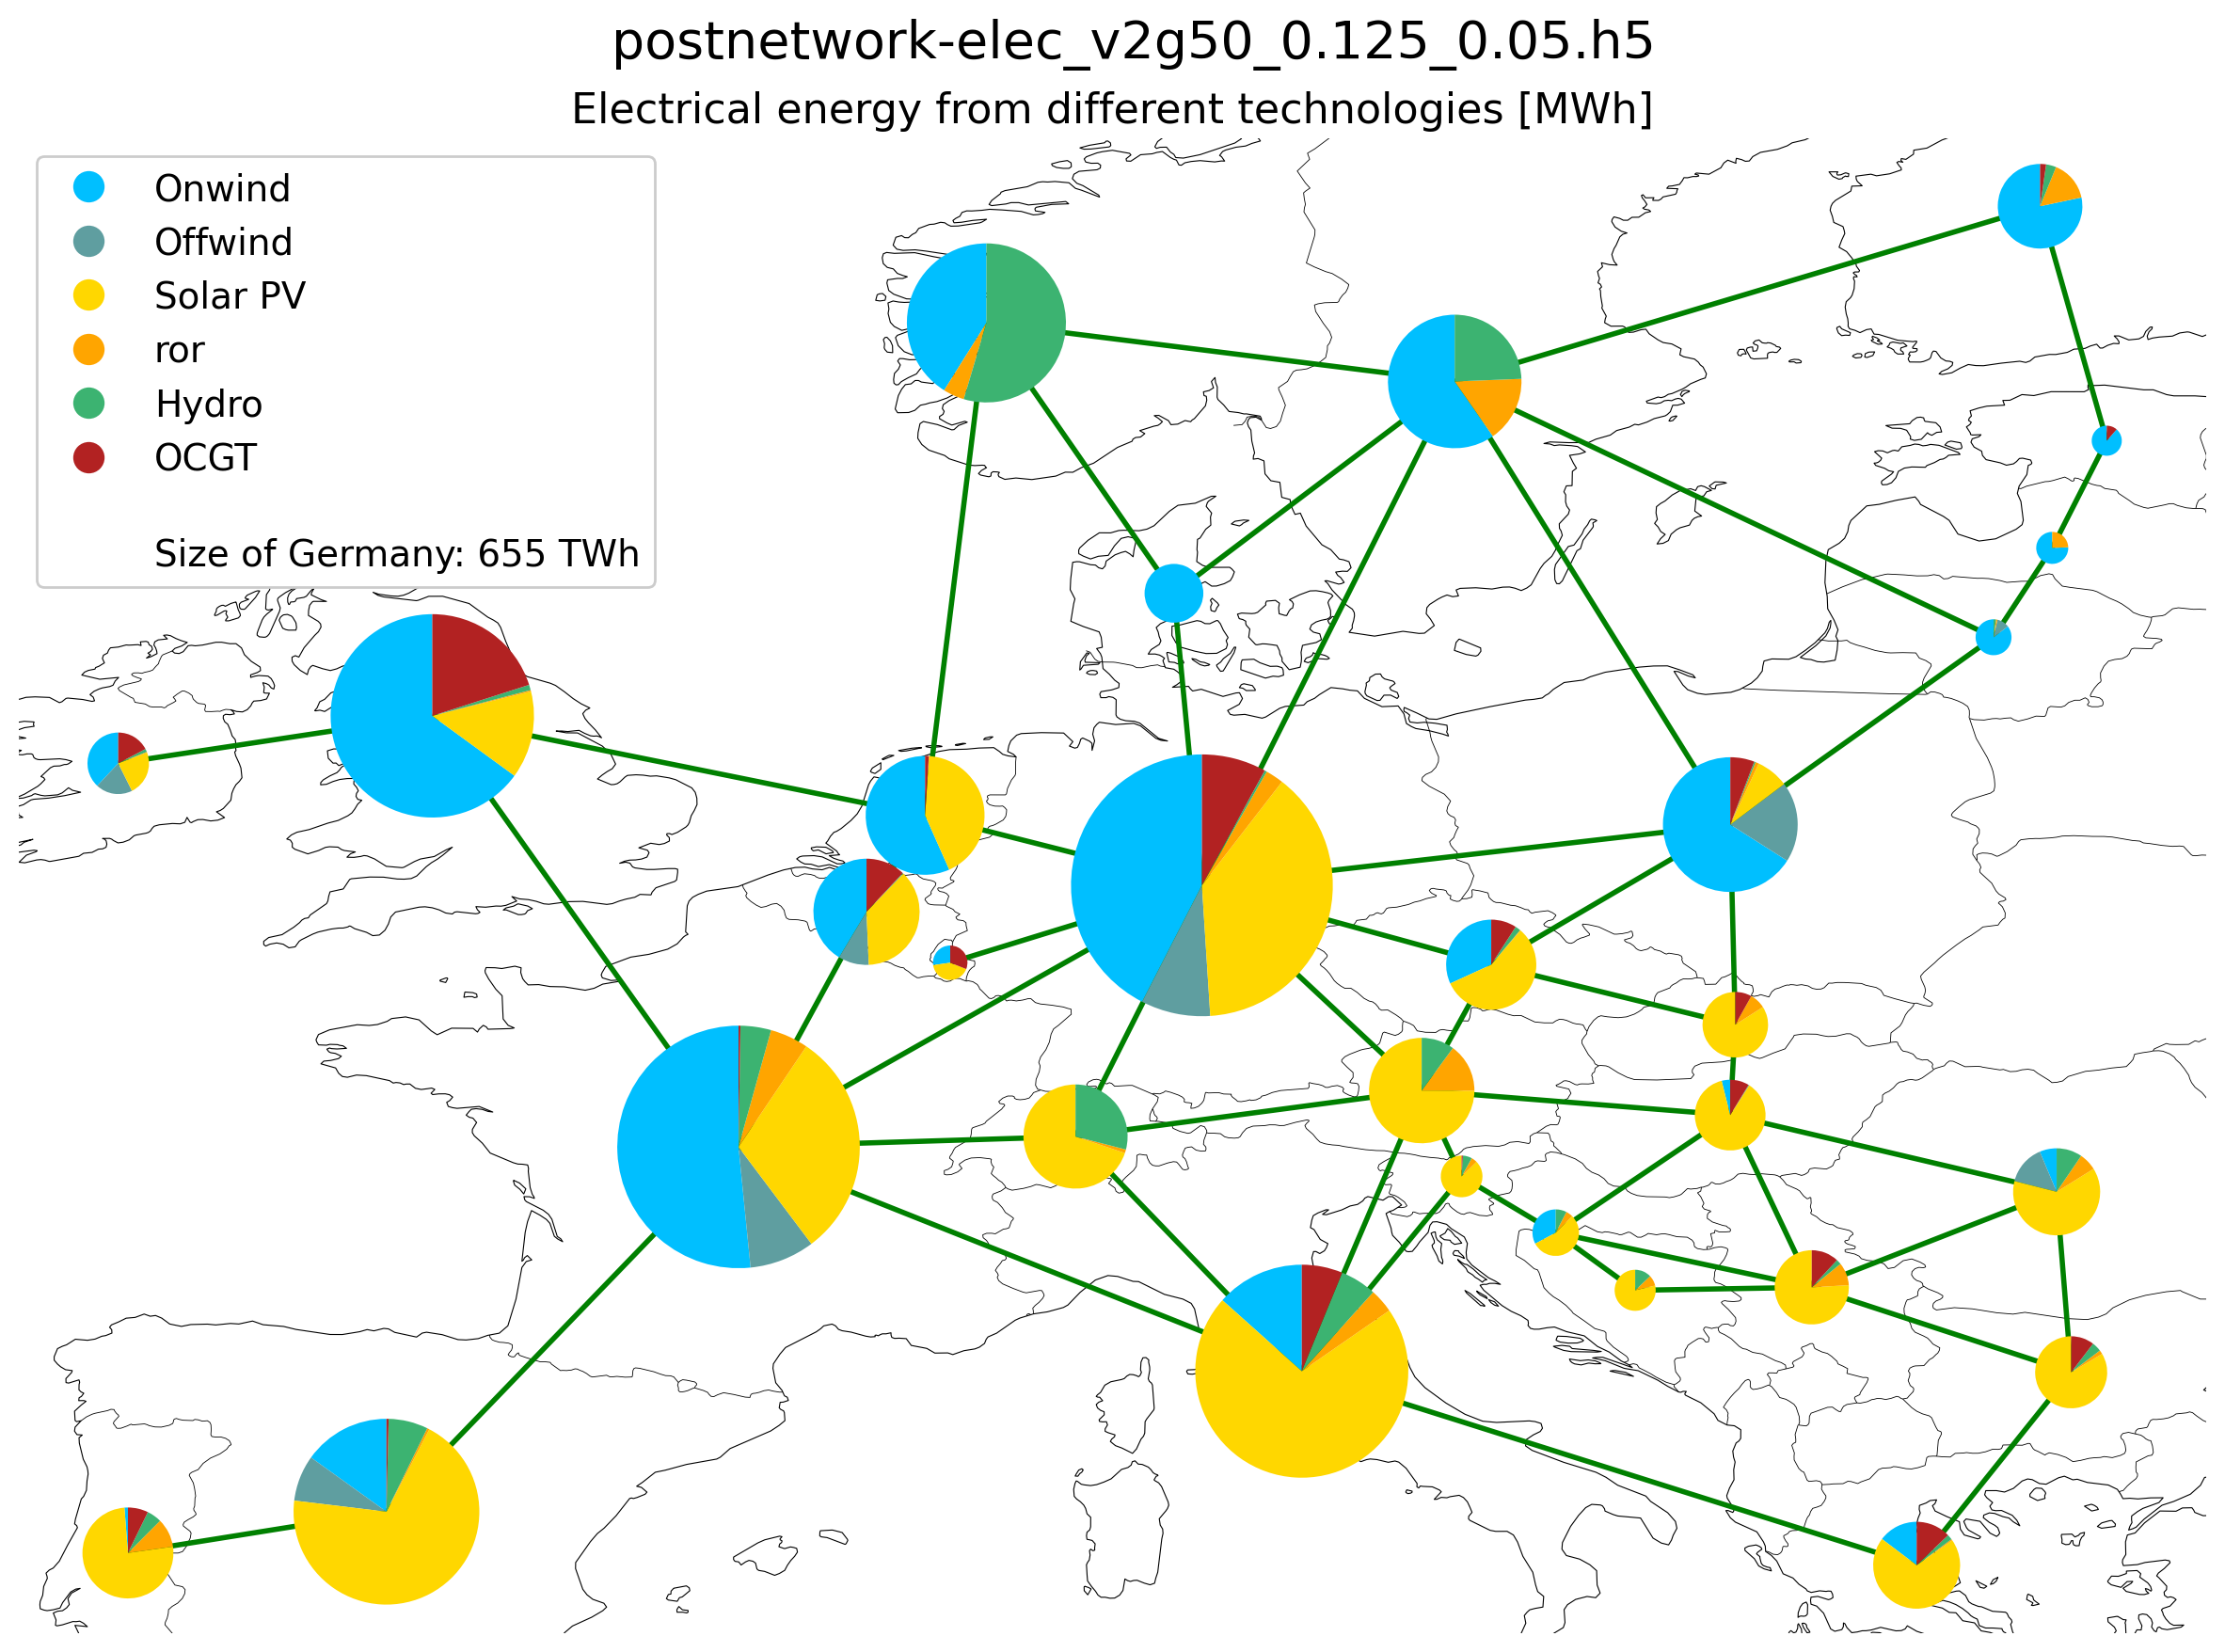 postnetwork-elec_v2g50_0.125_0.05.h5
Electrical energy from different technologies [MWh]
Onwind
Offwind
Solar PV
ror
Hydro
OCGT
Size of Germany: 655 TWh